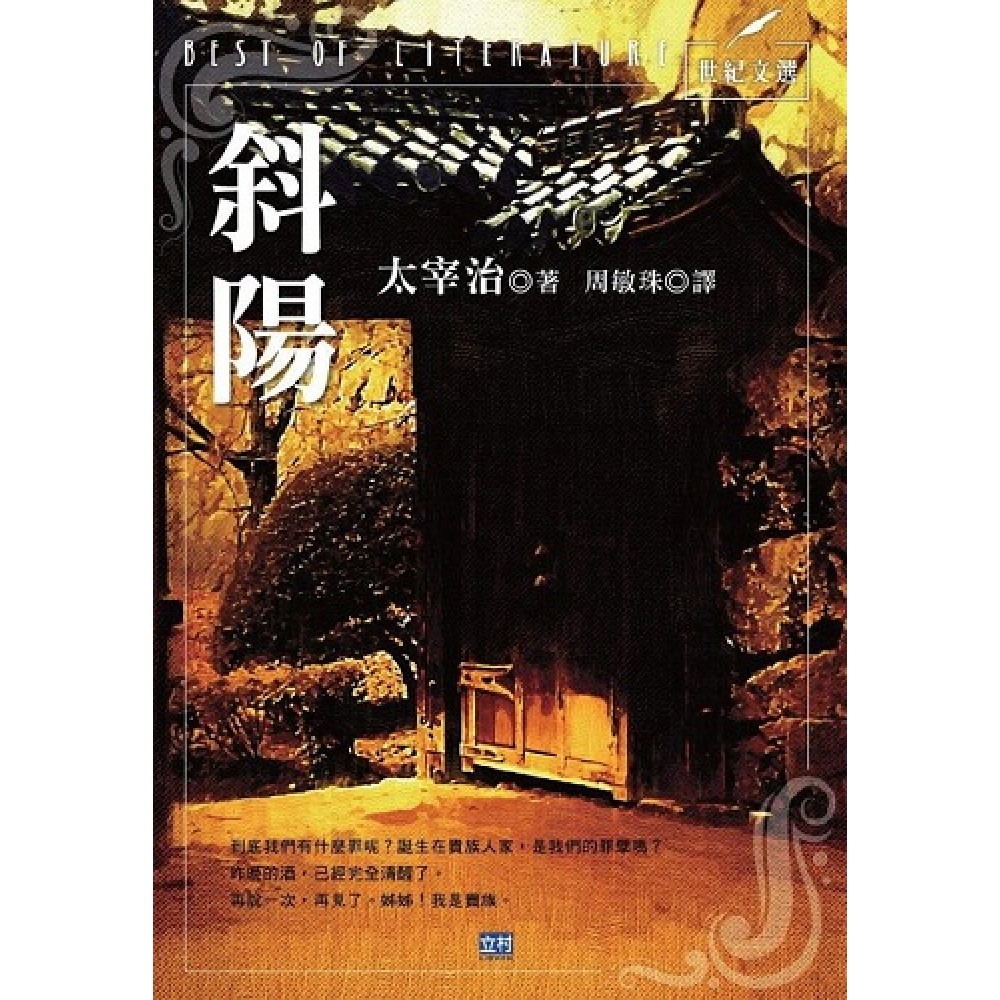 BEST OF LITERATURE
世紀文選
斜陽
太宰治◎著 周敏珠◎譯
到底我們有什麼罪呢？誕生在貴族人家，是我們的罪孽嗎？
昨晚的酒，已經完全清醒了。
再說一次，再見了。姊姊！我是貴族。
立村